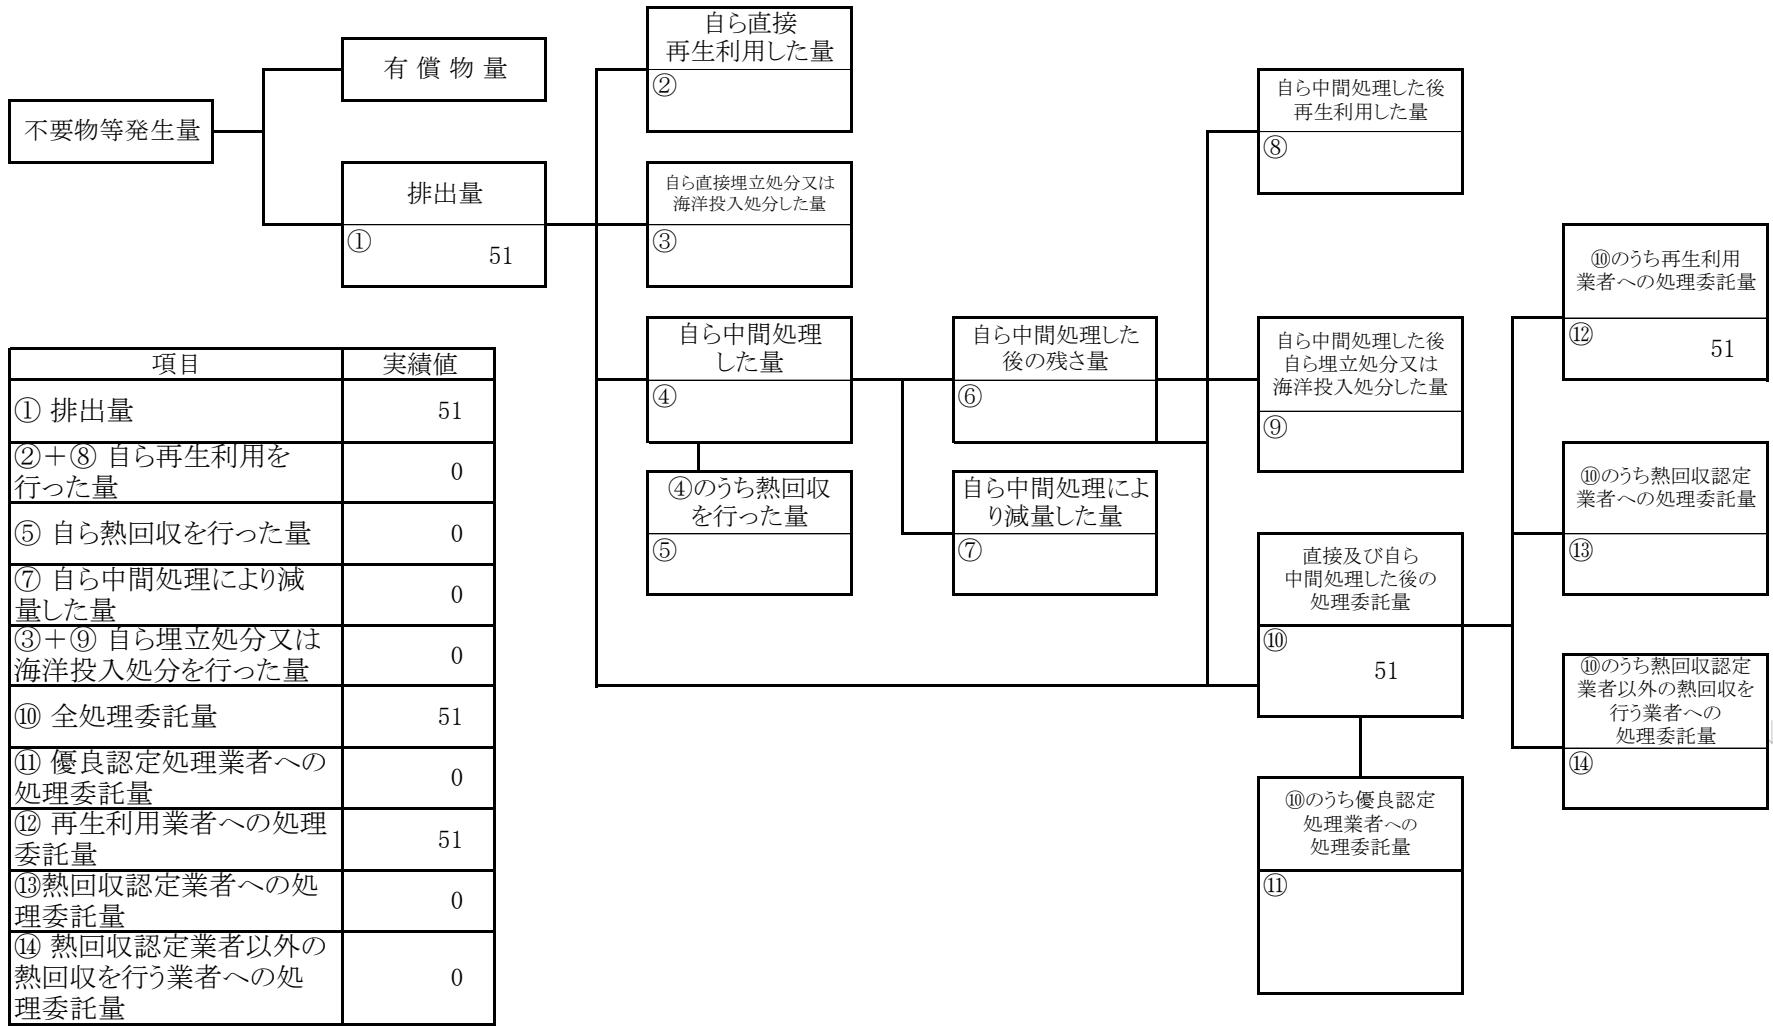 不要物等発生量
有 償 物 量
排出量
①
51
自ら直接
再生利用した量
②
自ら直接埋立処分又は
海洋投入処分した量
③
自ら中間処理
した量
④
④のうち熱回収
を行った量
⑤
自ら中間処理した
後の残さ量
⑥
自ら中間処理によ
り減量した量
⑦
自ら中間処理した後
再生利用した量
⑧
自ら中間処理した後
自ら埋立処分又は
海洋投入処分した量
⑨
直接及び自ら
中間処理した後の
処理委託量
⑩
51
⑩のうち優良認定
処理業者への
処理委託量
⑪
⑩のうち再生利用
業者への処理委託量
⑫
51
⑩のうち熱回収認定
業者への処理委託量
⑬
⑩のうち熱回収認定
業者以外の熱回収を
行う業者への
処理委託量
⑭
項目 実績値
① 排出量 51
②＋⑧ 自ら再生利用を
行った量 0
⑤ 自ら熱回収を行った量 0
⑦ 自ら中間処理により減
量した量 0
③＋⑨ 自ら埋立処分又は
海洋投入処分を行った量 0
⑩ 全処理委託量 51
⑪ 優良認定処理業者への
処理委託量 0
⑫ 再生利用業者への処理
委託量 51
⑬熱回収認定業者への処
理委託量 0
⑭ 熱回収認定業者以外の
熱回収を行う業者への処
理委託量 0